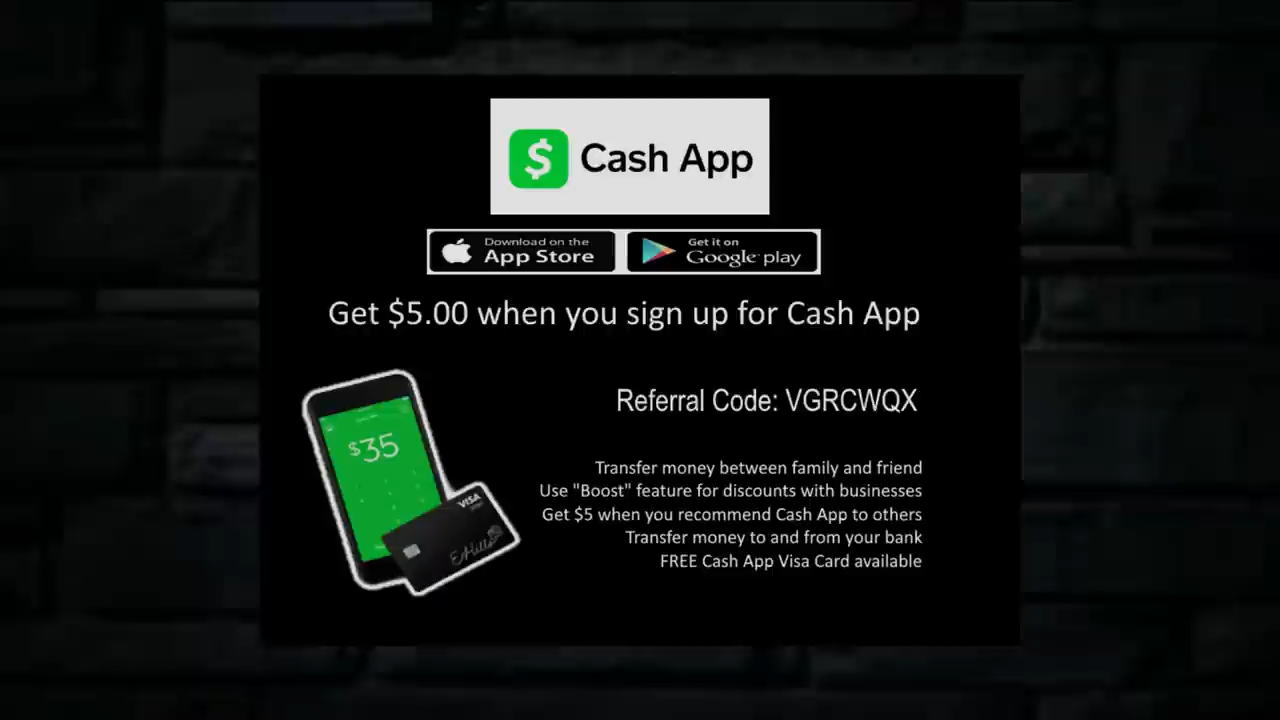 $ Cash App
Download on the
App Store
Get it on
Google play
Get $5.00 when you sign up for Cash App
Referral Code: VGRCWQX
$35
VISA
Transfer money between family and friend
Use "Boost" feature for discounts with businesses
Get $5 when you recommend Cash App to others
Transfer money to and from your bank
FREE Cash App Visa Card available